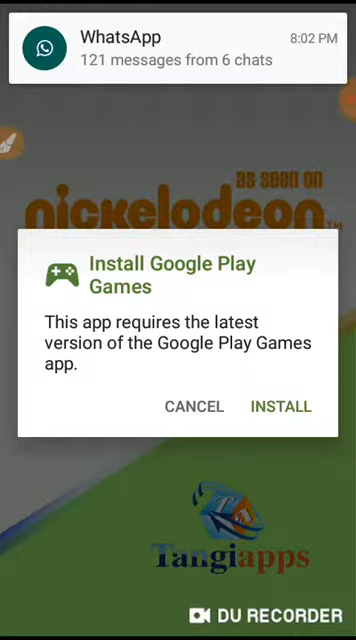 WhatsApp 8:02 PM
121 messages from 6 chats
as seen on
nickelodeon™
Install Google Play
Games
This app requires the latest
version of the Google Play Games
app.
CANCEL INSTALL
Tangiapps
DU RECORDER